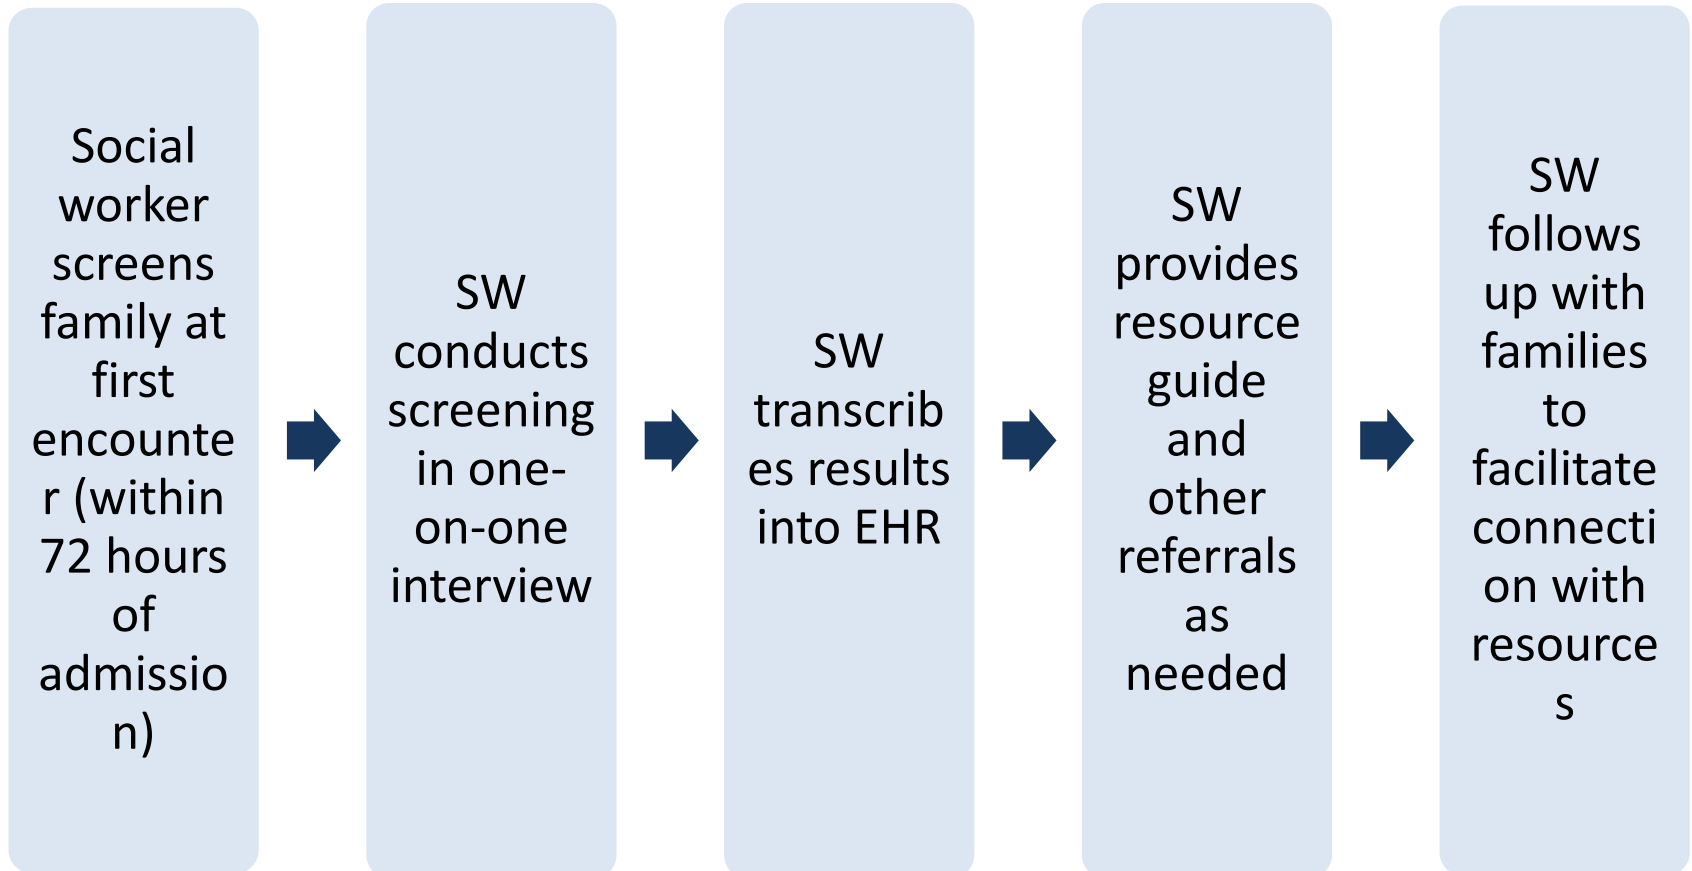 Social
worker
screens
family at
first
encounte
r (within
72 hours
of
admissio
n)
SW
conducts
screening
in one-
on-one
interview
SW
transcrib
es results
into EHR
SW
provides
resource
guide
and
other
referrals
as
needed
SW
follows
up with
families
to
facilitate
connecti
on with
resource
s